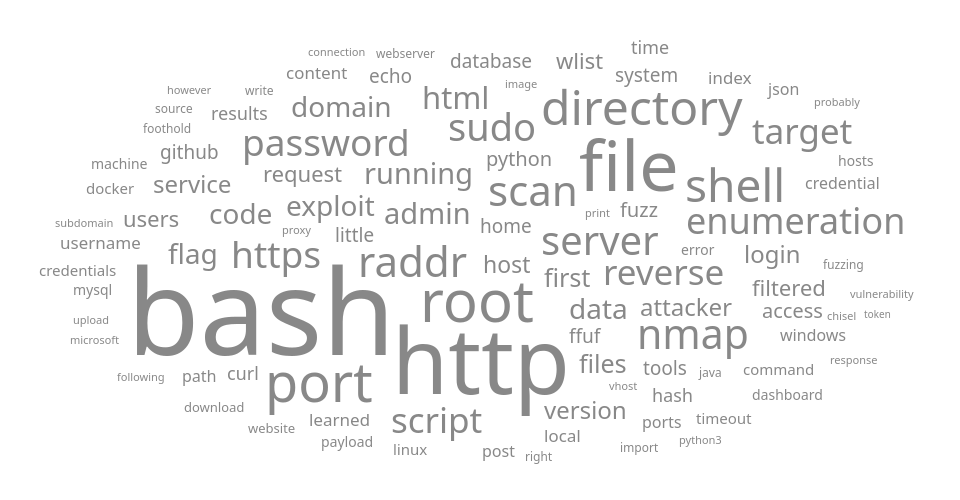 time
connection webserver database wlist
content echo system index
however write html image directory json
source results domain probably
foothold password sudo target
github python file hosts
machine request running
docker service scan shell credential
code exploit admin print fuzz
subdomain users home enumeration
proxy little server
username flag https error login
credentials raddr host first reverse fuzzing
mysql bash root data attacker filtered vulnerability
upload access chisel token
microsoft http ffuf nmap windows
following path curl port files tools java command response
vhost hash dashboard
download script version
website learned ports timeout
payload linux local python3
post right import